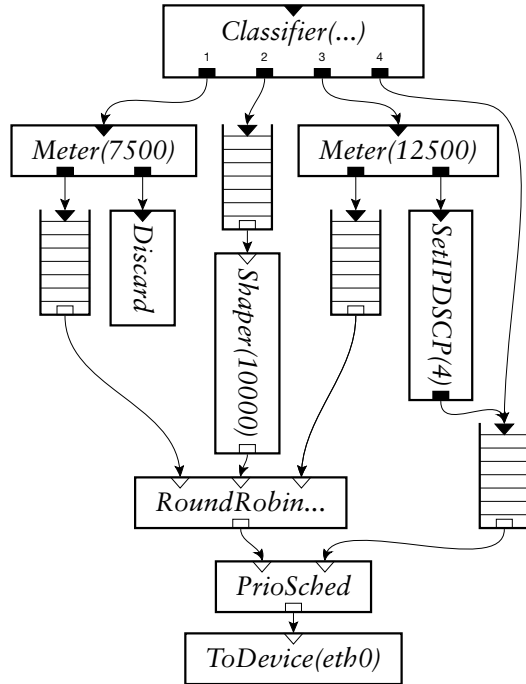 Classifier(...)
1 2 3 4
Meter(7500)
Meter(12500)
Discard
Shaper(10000)
SetIPDSCP(4)
RoundRobin...
PrioSched
ToDevice(eth0)